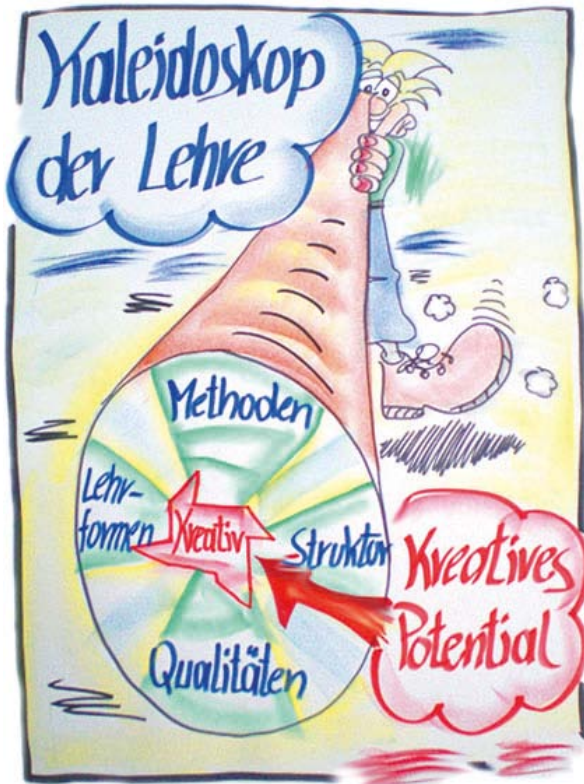 Kaleidoskop
der Lehre
Methoden
Lehr-
formen
Kreativ
Struktur
Qualitäten
Kreatives
Potential